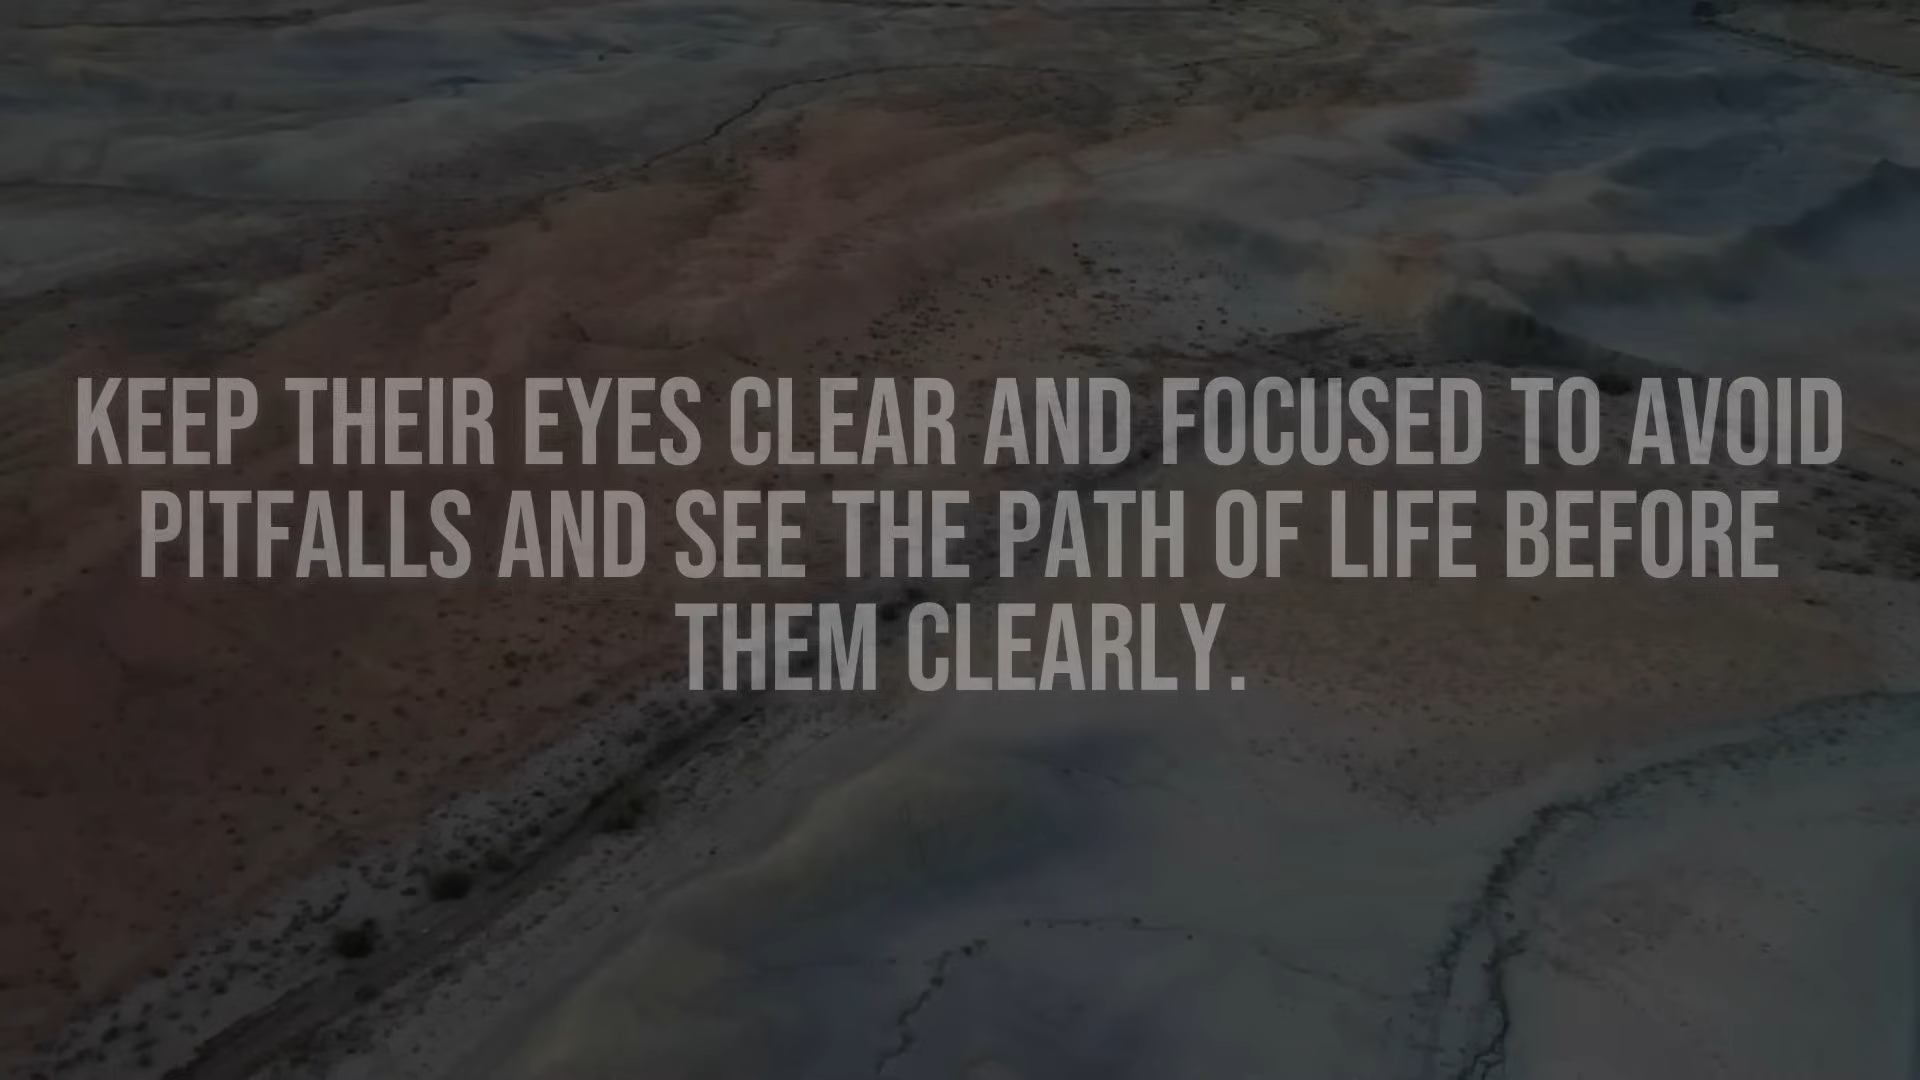 KEEP THEIR EYES CLEAR AND FOCUSED TO AVOID
PITFALLS AND SEE THE PATH OF LIFE BEFORE
THEM CLEARLY.